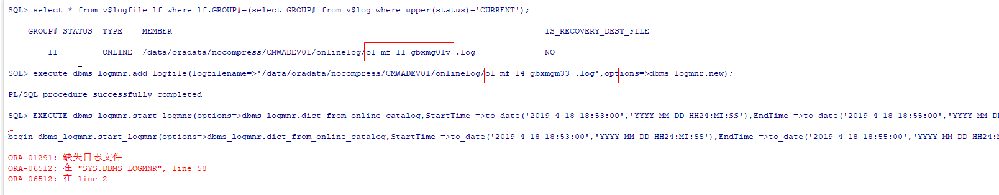 SQL> select * from v$logfile lf where lf.GROUP#=(select GROUP# from v$log where upper(status)='CURRENT');
GROUP# STATUS TYPE MEMBER IS_RECOVERY_DEST_FILE
---------- ------- ------- -------------------------------------------------------------------------------- ---------------------
11 ONLINE /data/oradata/nocompress/CMWADEV01/onlinelog/o1_mf_11_gbxmg01v_.log NO
SQL> execute dbms_logmnr.add_logfile(logfilename=>'/data/oradata/nocompress/CMWADEV01/onlinelog/o1_mf_14_gbxmgm33_.log',options=>dbms_logmnr.new);
PL/SQL procedure successfully completed
SQL> EXECUTE dbms_logmnr.start_logmnr(options=>dbms_logmnr.dict_from_online_catalog,StartTime =>to_date('2019-4-18 18:53:00','YYYY-MM-DD HH24:MI:SS'),EndTime =>to_date('2019-4-18 18:55:00','YYYY-MM-D
begin dbms_logmnr.start_logmnr(options=>dbms_logmnr.dict_from_online_catalog,StartTime =>to_date('2019-4-18 18:53:00','YYYY-MM-DD HH24:MI:SS'),EndTime =>to_date('2019-4-18 18:55:00','YYYY-MM-DD HH24:M
ORA-01291: 缺失日志文件
ORA-06512: 在 "SYS.DBMS_LOGMNR", line 58
ORA-06512: 在 line 2